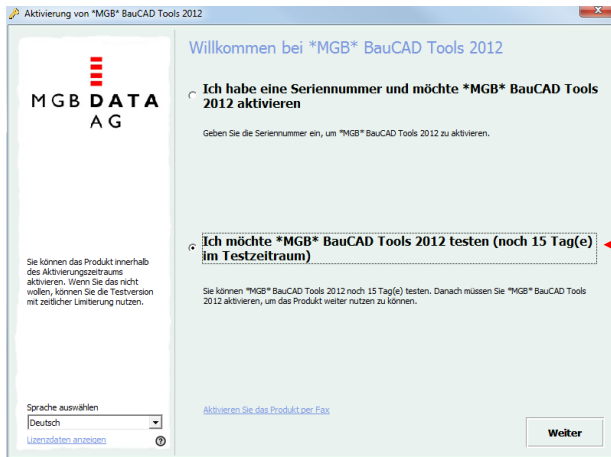 Aktivierung von *MGB* BauCAD Tools 2012
MGB DATA
AG
Sie können das Produkt innerhalb
des Aktivierungszeitraums
aktivieren. Wenn Sie das nicht
wollen, können Sie die Testversion
mit zeitlicher Limitierung nutzen.
Sprache auswählen
Deutsch
Lizenzdaten anzeigen
?
Willkommen bei *MGB* BauCAD Tools 2012
Ich habe eine Seriennummer und möchte *MGB* BauCAD Tools
2012 aktivieren
Geben Sie die Seriennummer ein, um *MGB* BauCAD Tools 2012 zu aktivieren.
Ich möchte *MGB* BauCAD Tools 2012 testen (noch 15 Tag(e)
im Testzeitraum)
Sie können *MGB* BauCAD Tools 2012 noch 15 Tag(e) testen. Danach müssen Sie *MGB* BauCAD Tools
2012 aktivieren, um das Produkt weiter nutzen zu können.
Aktivieren Sie das Produkt per Fax
Weiter